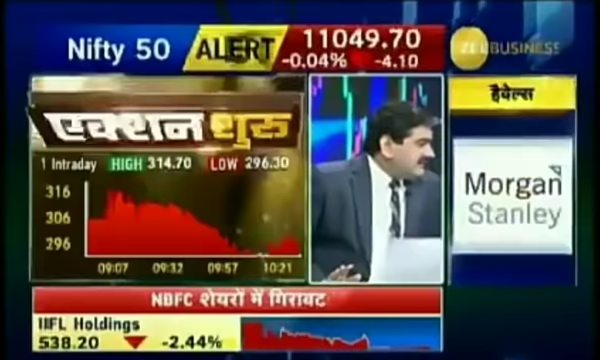 Nifty 50
ALERT
11049.70
-0.04% -4.10
ZEE BUSINESS
एक्शन शुरू
1 Intraday HIGH 314.70 LOW 296.30
316
306
296
09:07 09:32 09:57 10:21
हैवेल्स
Morgan
Stanley
NBFC शेयरों में गिरावट
IIFL Holdings
538.20 -2.44%